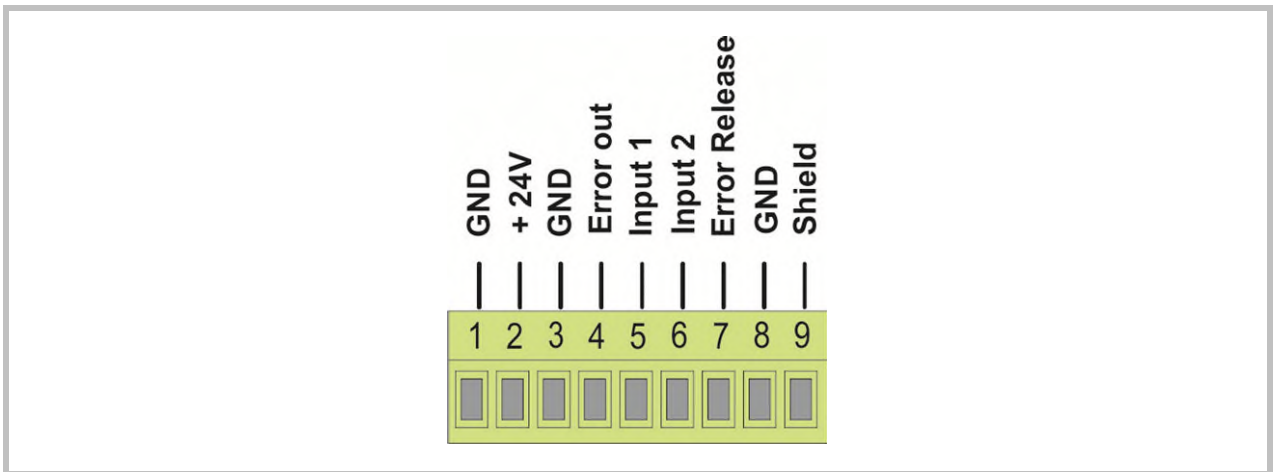 GND
+ 24V
GND
Error out
Input 1
Input 2
Error Release
GND
Shield
1 2 3 4 5 6 7 8 9